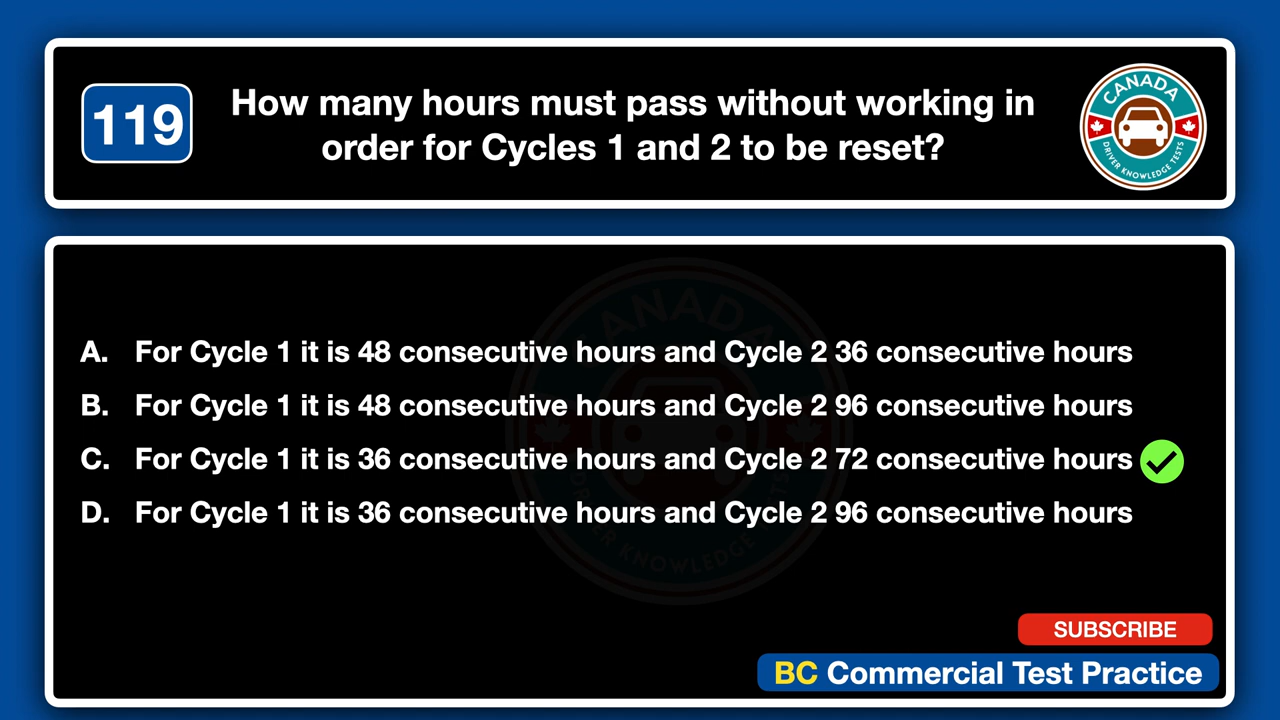 119
How many hours must pass without working in
order for Cycles 1 and 2 to be reset?
CANADA
DRIVER KNOWLEDGE TESTS
A. For Cycle 1 it is 48 consecutive hours and Cycle 2 36 consecutive hours
B. For Cycle 1 it is 48 consecutive hours and Cycle 2 96 consecutive hours
C. For Cycle 1 it is 36 consecutive hours and Cycle 2 72 consecutive hours
D. For Cycle 1 it is 36 consecutive hours and Cycle 2 96 consecutive hours
CANADA
DRIVER KNOWLEDGE TESTS
SUBSCRIBE
BC Commercial Test Practice